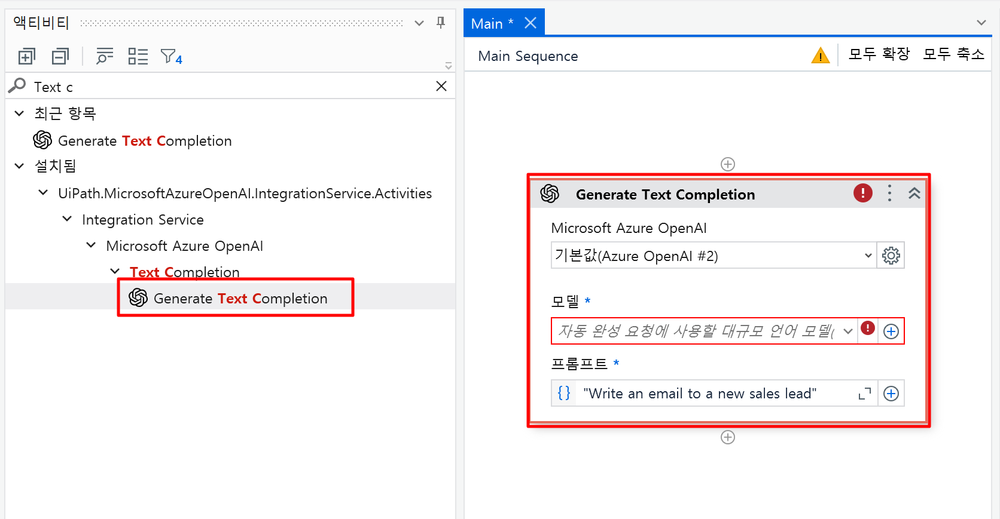 액티비티
4
Text c
최근 항목
Generate Text Completion
설치됨
UiPath.MicrosoftAzureOpenAI.IntegrationService.Activities
Integration Service
Microsoft Azure OpenAI
Text Completion
Generate Text Completion
Main *
Main Sequence
모두 확장 모두 축소
Generate Text Completion
Microsoft Azure OpenAI
기본값(Azure OpenAI #2)
모델 *
자동 완성 요청에 사용할 대규모 언어 모델(
프롬프트 *
{} "Write an email to a new sales lead"